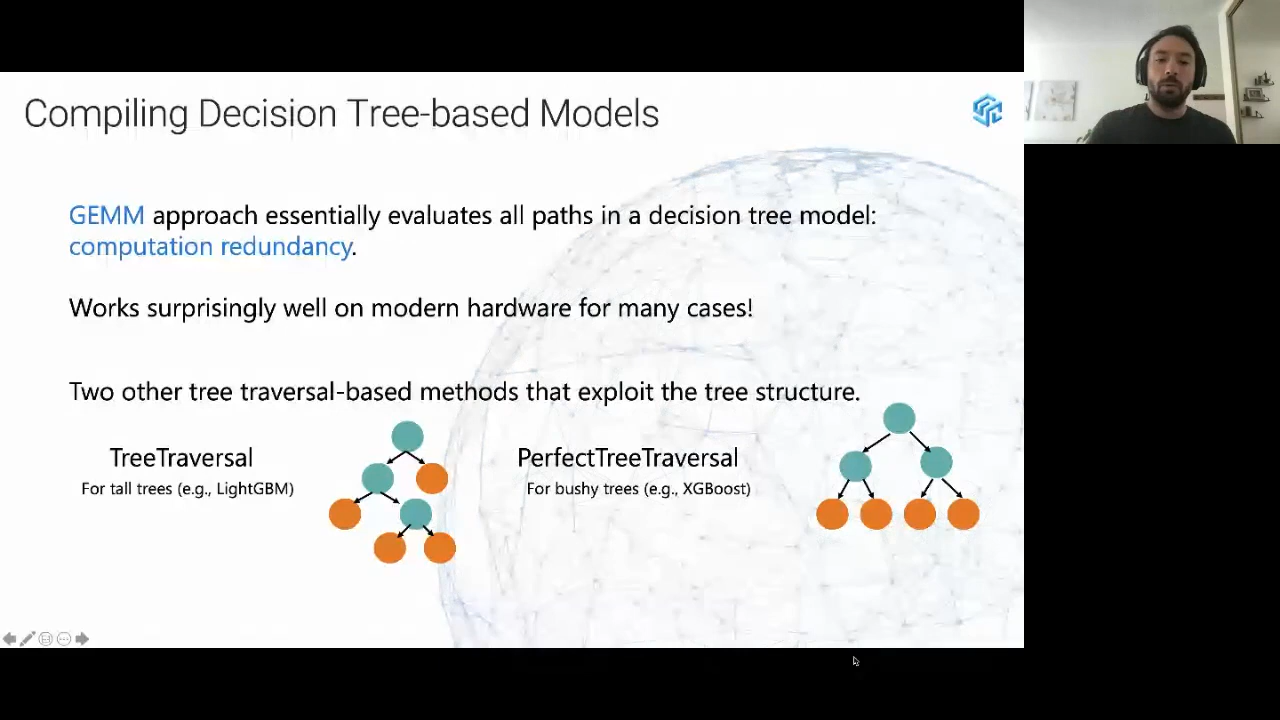 Compiling Decision Tree-based Models
GEMM approach essentially evaluates all paths in a decision tree model:
computation redundancy.
Works surprisingly well on modern hardware for many cases!
Two other tree traversal-based methods that exploit the tree structure.
TreeTraversal
For tall trees (e.g., LightGBM)
PerfectTreeTraversal
For bushy trees (e.g., XGBoost)